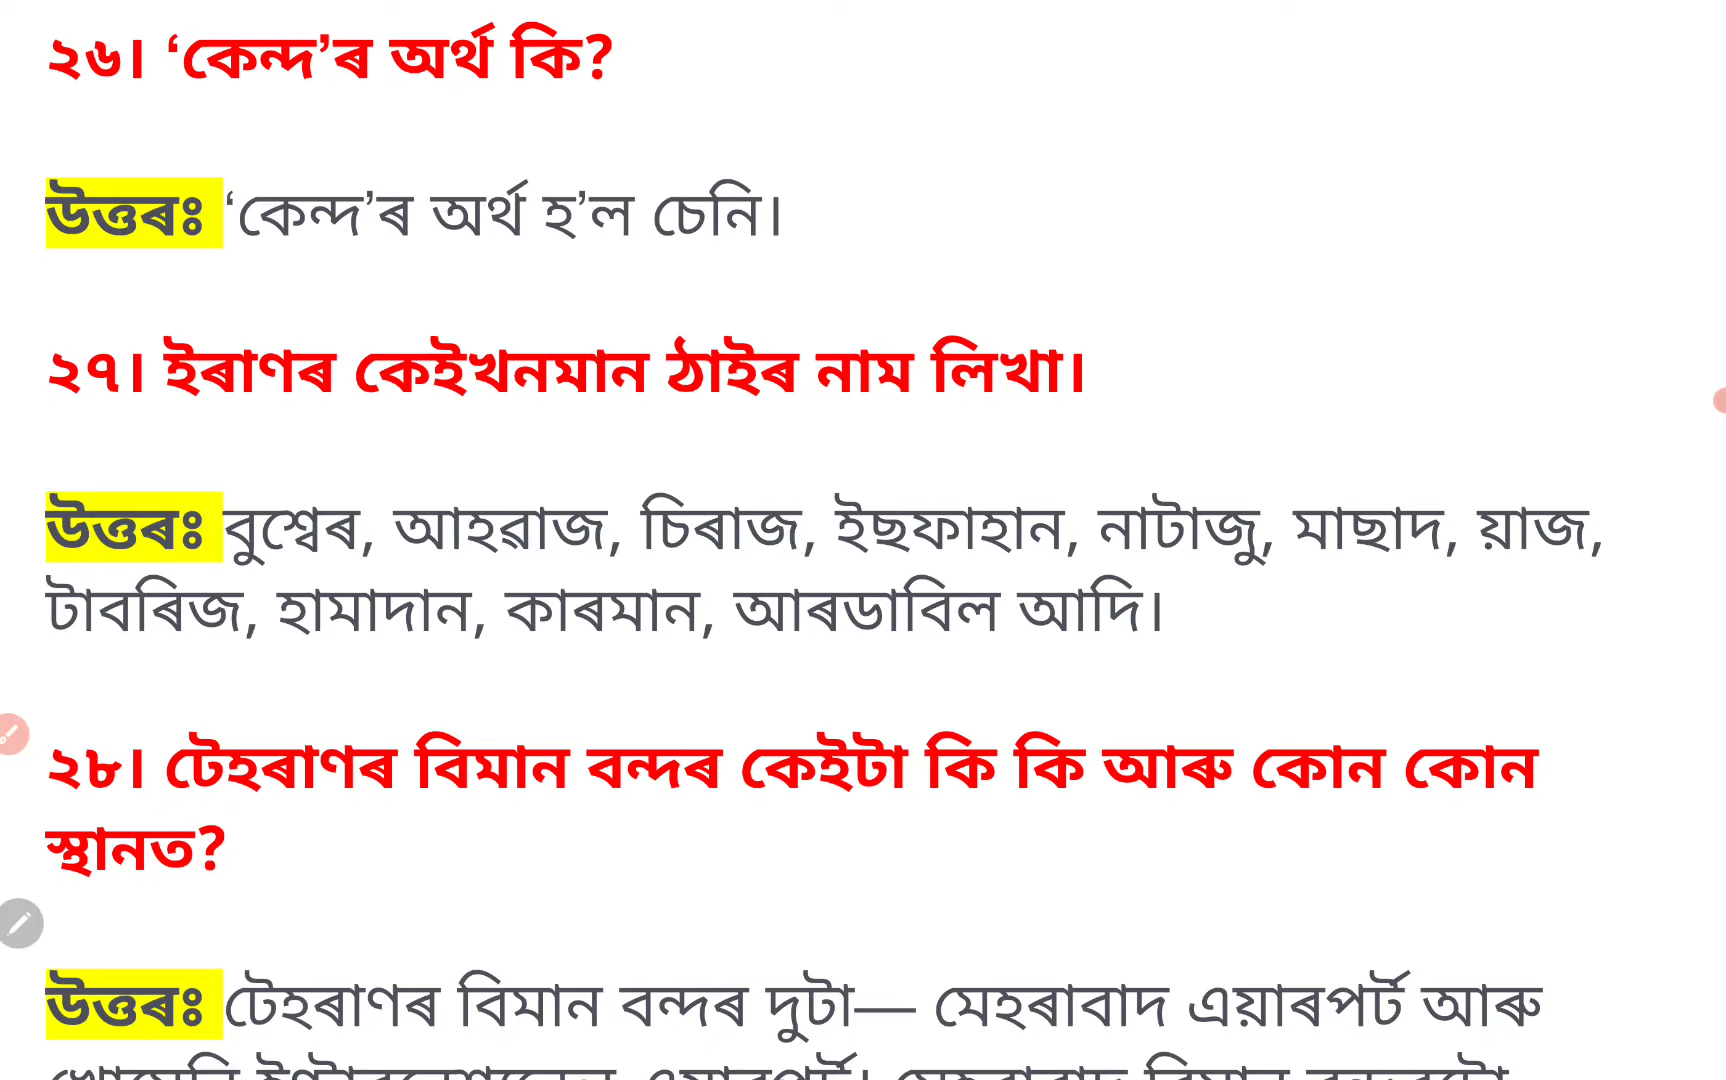 ২৬। ‘কেন্দ’ৰ অৰ্থ কি?
উত্তৰঃ ‘কেন্দ’ৰ অৰ্থ হ’ল চেনি।
২৭। ইৰাণৰ কেইখনমান ঠাইৰ নাম লিখা।
উত্তৰঃ বুশ্বেৰ, আহৱাজ, চিৰাজ, ইছফাহান, নাটাজু, মাছাদ, য়াজ,
টাবৰিজ, হামাদান, কাৰমান, আৰডাবিল আদি।
২৮। টেহৰাণৰ বিমান বন্দৰ কেইটা কি কি আৰু কোন কোন
স্থানত?
উত্তৰঃ টেহৰাণৰ বিমান বন্দৰ দুটা— মেহৰাবাদ এয়াৰপৰ্ট আৰু